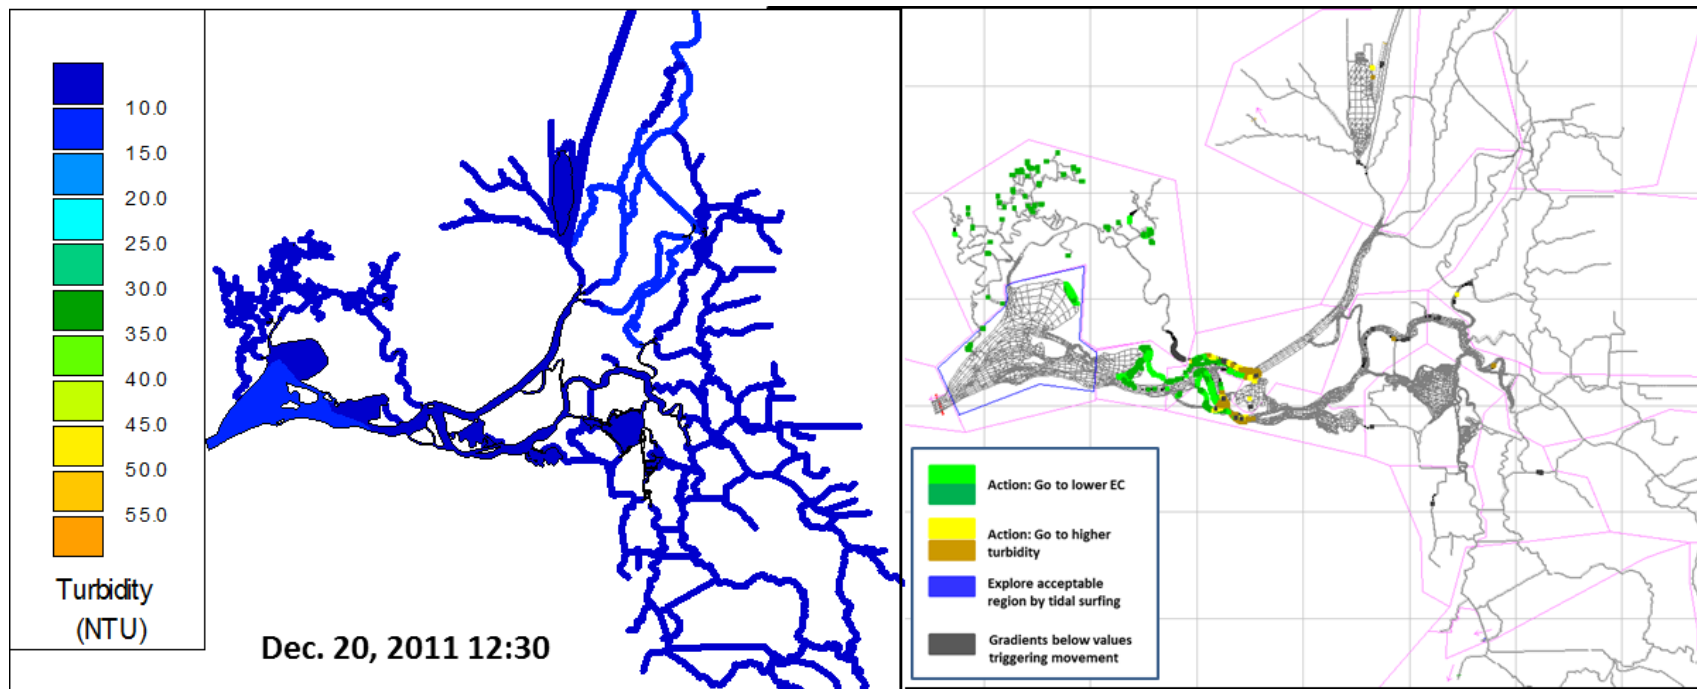 10.0
15.0
20.0
25.0
30.0
35.0
40.0
45.0
50.0
55.0
Turbidity
(NTU)
Dec. 20, 2011 12:30
Action: Go to lower EC
Action: Go to higher
turbidity
Explore acceptable
region by tidal surfing
Gradients below values
triggering movement